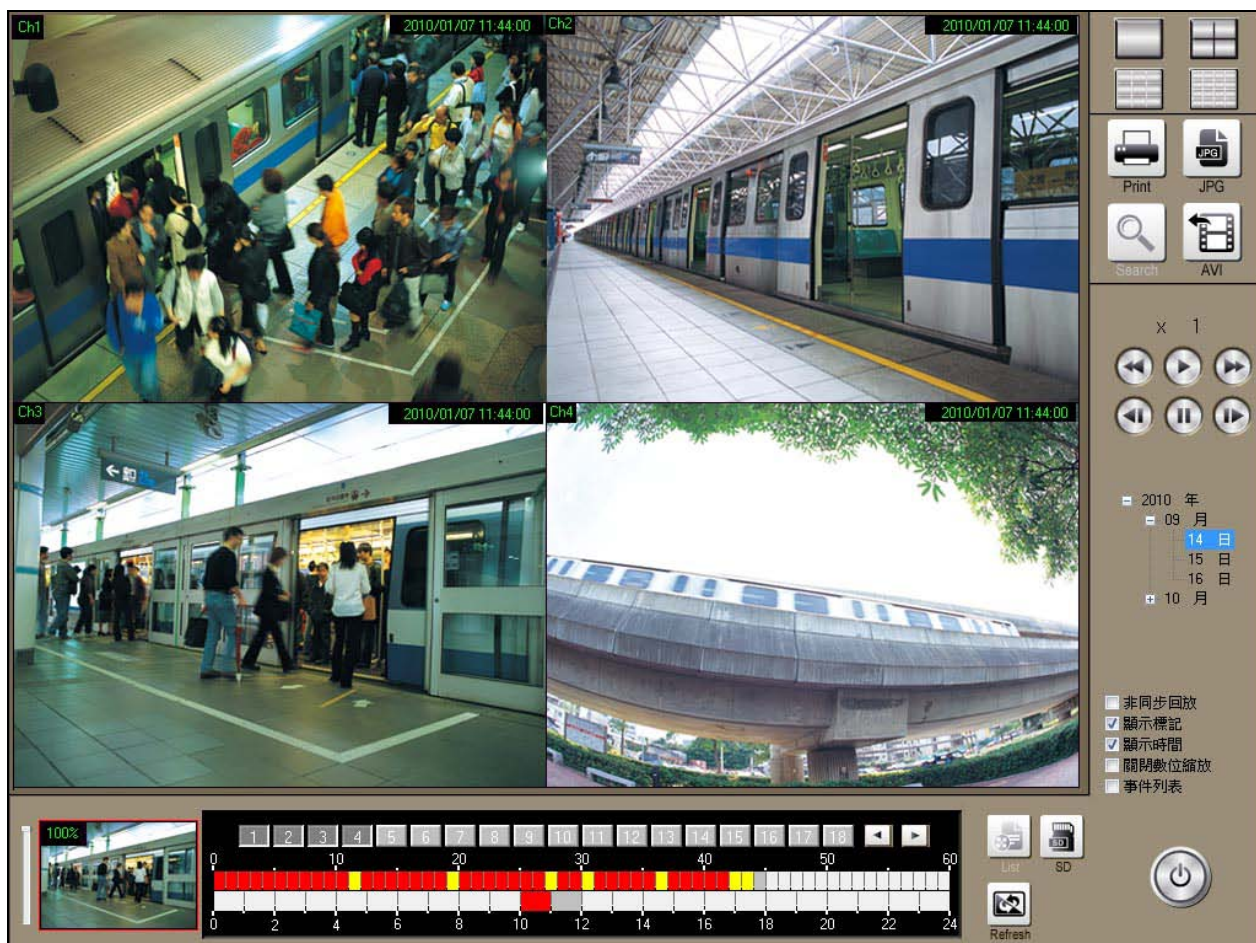 Ch1 2010/01/07 11:44:00
Ch2 2010/01/07 11:44:00
Ch3 2010/01/07 11:44:00
Ch4 2010/01/07 11:44:00
Print JPG
Search AVI
x 1
2010 年
09 月
14 日
15 日
16 日
10 月
非同步回放
顯示標記
顯示時間
關閉數位縮放
事件列表
100%
1 2 3 4 5 6 7 8 9 10 11 12 13 14 15 16 17 18
0 10 20 30 40 50 60
0 2 4 6 8 10 12 14 16 18 20 22 24
List SD
Refresh